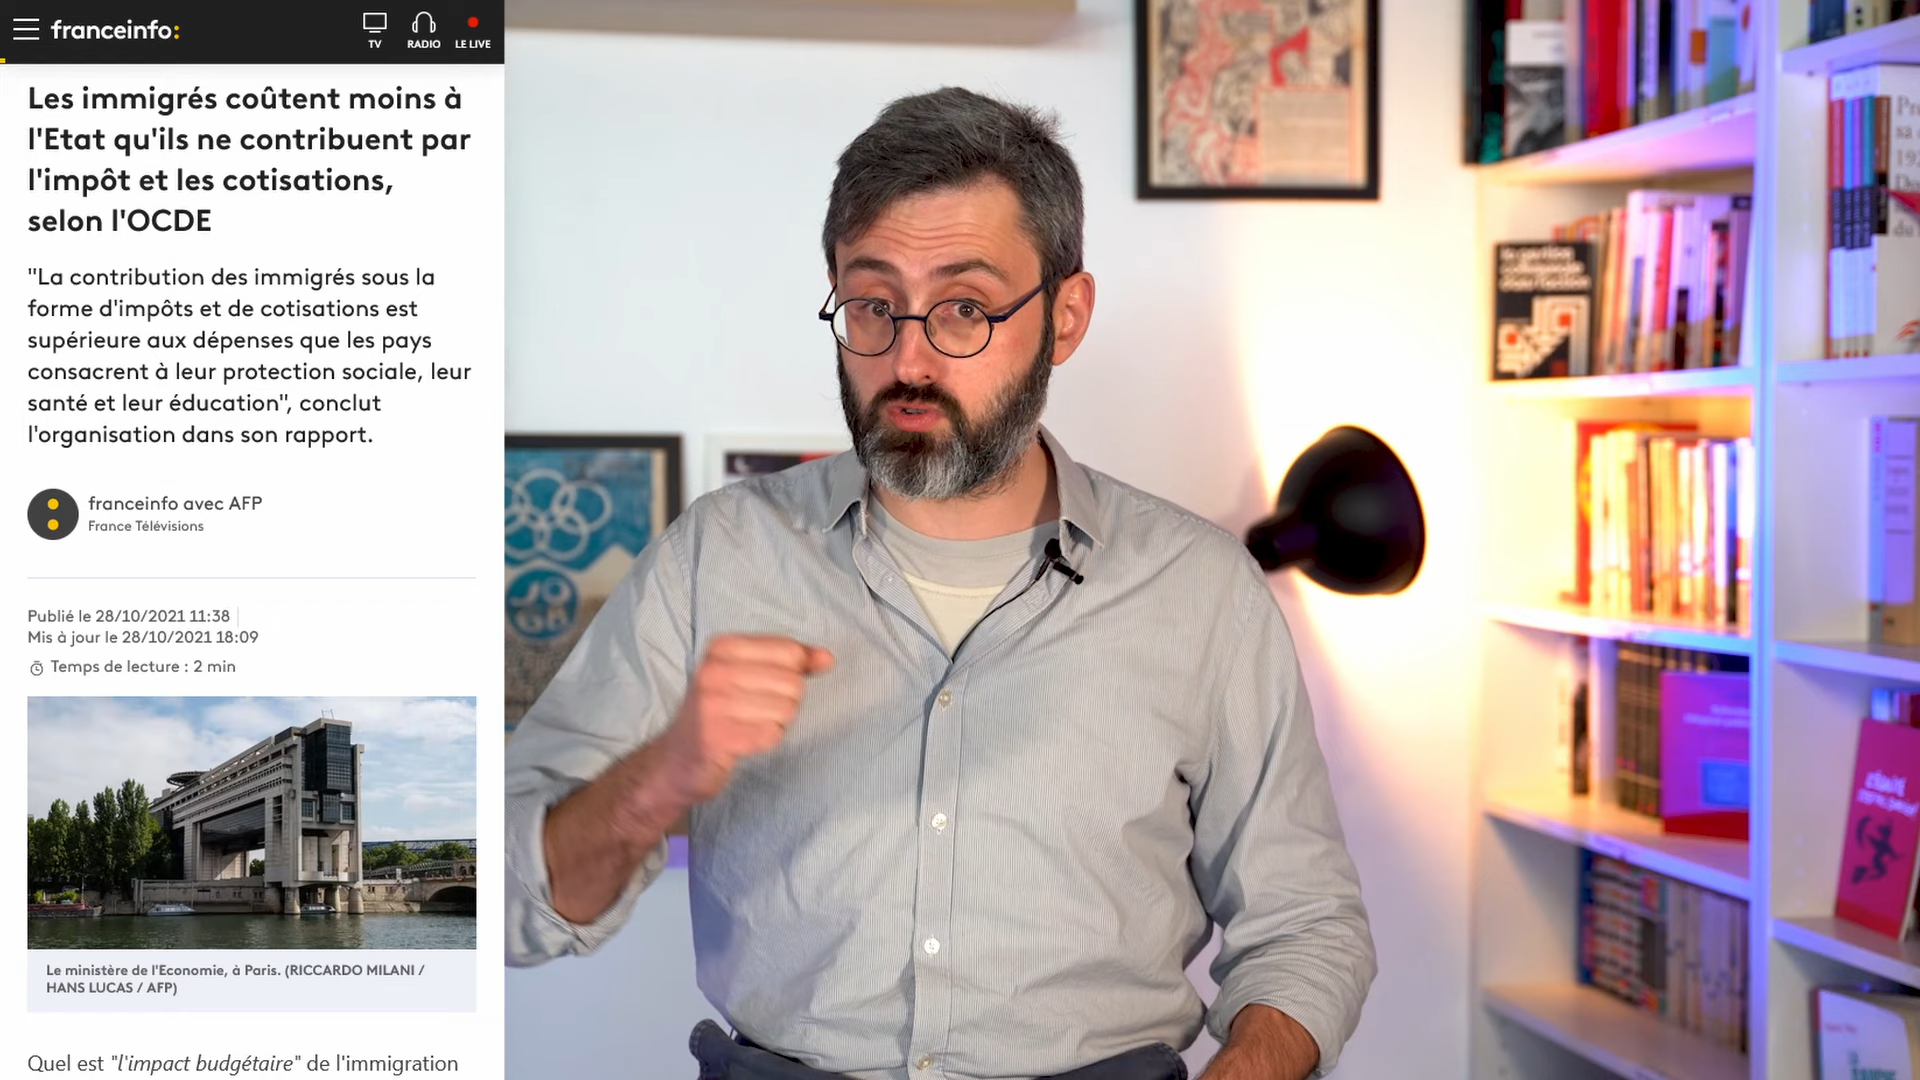 franceinfo:
TV
RADIO
LE LIVE
Les immigrés coûtent moins à
l'Etat qu'ils ne contribuent par
l'impôt et les cotisations,
selon l'OCDE
"La contribution des immigrés sous la
forme d'impôts et de cotisations est
supérieure aux dépenses que les pays
consacrent à leur protection sociale, leur
santé et leur éducation", conclut
l'organisation dans son rapport.
franceinfo avec AFP
France Télévisions
Publié le 28/10/2021 11:38
Mis à jour le 28/10/2021 18:09
Temps de lecture : 2 min
Le ministère de l'Economie, à Paris. (RICCARDO MILANI /
HANS LUCAS / AFP)
Quel est "l'impact budgétaire" de l'immigration
JO
68